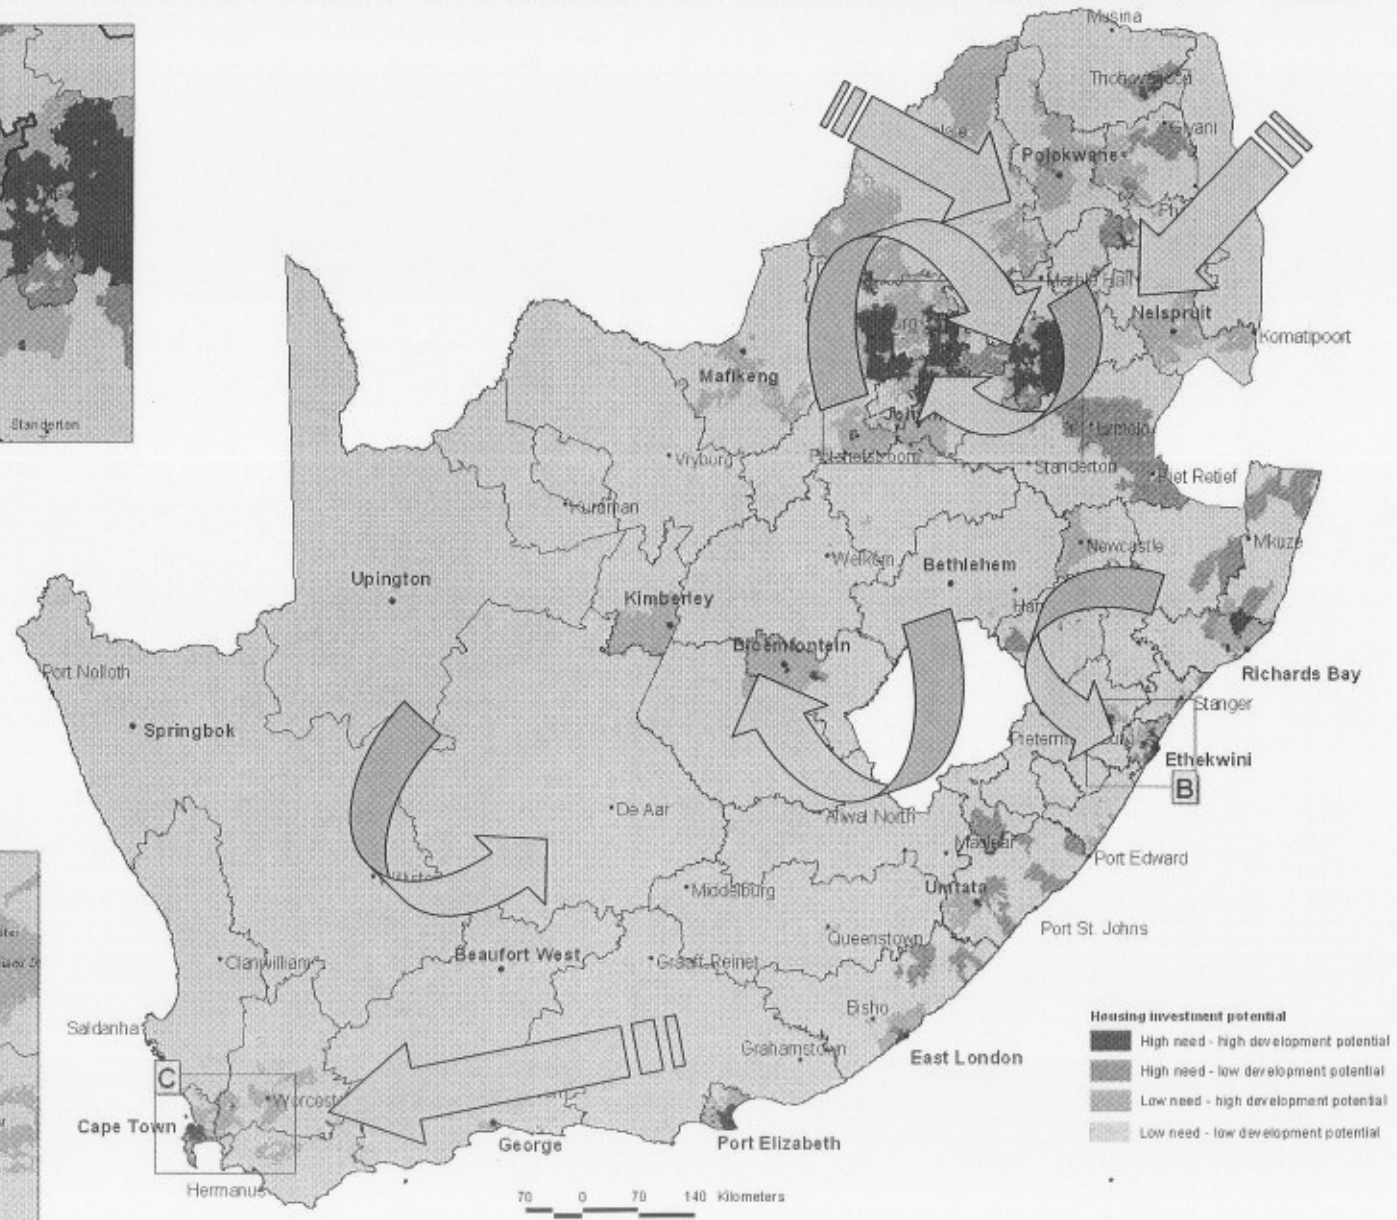 Musina
Giyani
Polokwane
Marble Hall
Nelspruit
Komatipoort
Mafikeng
Standerton
Vryburg
Standerton
Piet Retief
Kuruman
Welkom
Bethlehem
Newcastle
Mkuze
Upington
Kimberley
Bloemfontein
Richards Bay
Port Nolloth
Springbok
Stanger
Ethekwini
B
De Aar
Aliwal North
Maclear
Port Edward
Middelburg
Umtata
Port St. Johns
Queenstown
Beaufort West
Graaff-Reinet
Clanwilliam
Saldanha
Bisho
Grahamstown
East London
C
Cape Town
George
Port Elizabeth
Hermanus
Housing investment potential
High need - high development potential
High need - low development potential
Low need - high development potential
Low need - low development potential
70 0 70 140 Kilometers